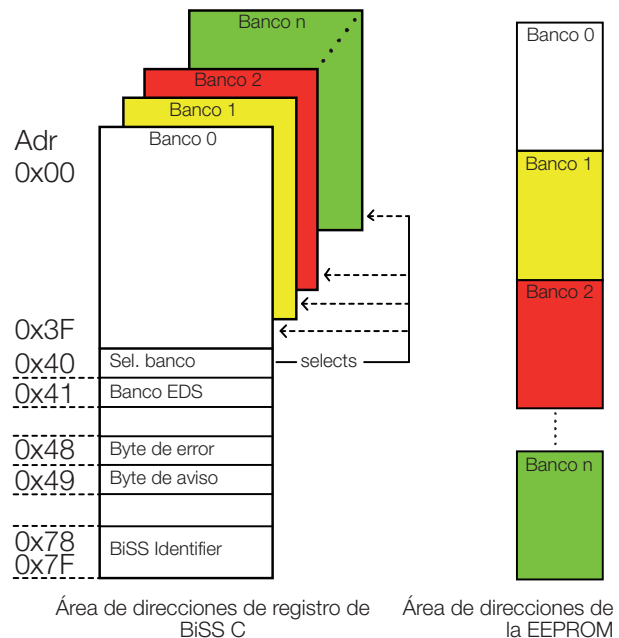 Banco n
Banco 2
Banco 1
Banco 0
Adr
0x00
0x3F
0x40
Sel. banco
selects
0x41
Banco EDS
0x48
Byte de error
0x49
Byte de aviso
0x78
0x7F
BiSS Identifier
Área de direcciones de registro de
BiSS C
Banco 0
Banco 1
Banco 2
Banco n
Área de direcciones de
la EEPROM